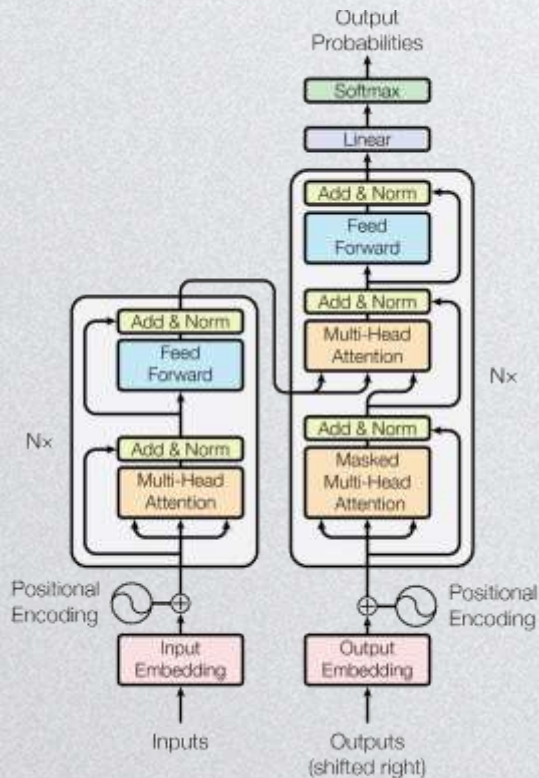 Output
Probabilities
Softmax
Linear
Add & Norm
Feed
Forward
Add & Norm
Multi-Head
Attention
Nx
Add & Norm
Masked
Multi-Head
Attention
Positional
Encoding
Output
Embedding
Outputs
(shifted right)
Add & Norm
Feed
Forward
Nx
Add & Norm
Multi-Head
Attention
Positional
Encoding
Input
Embedding
Inputs